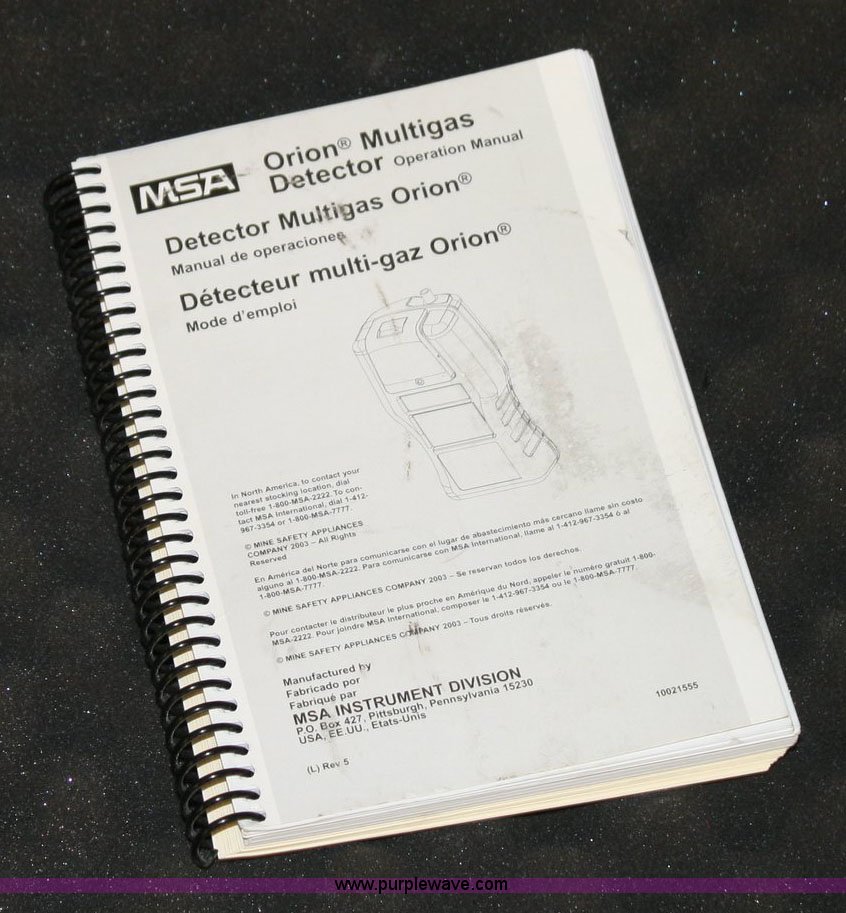 MSA
Orion® Multigas
Detector Operation Manual
Detector Multigas Orion®
Manual de operaciones
Détecteur multi-gaz Orion®
Mode d'emploi
In North America, to contact your
nearest stocking location, dial
toll-free 1-800-MSA-2222. To con-
tact MSA International, dial 1-412-
967-3354 or 1-800-MSA-7777.
© MINE SAFETY APPLIANCES
COMPANY 2003 – All Rights
Reserved
En América del Norte para comunicarse con el lugar de abastecimiento más cercano llame sin costo
alguno al 1-800-MSA-2222. Para comunicarse con MSA International, llame al 1-412-967-3354 ó al
1-800-MSA-7777.
© MINE SAFETY APPLIANCES COMPANY 2003 – Se reservan todos los derechos.
Pour contacter le distributeur le plus proche en Amérique du Nord, appeler le numéro gratuit 1-800-
MSA-2222. Pour joindre MSA International, composer le 1-412-967-3354 ou le 1-800-MSA-7777.
© MINE SAFETY APPLIANCES COMPANY 2003 – Tous droits réservés.
Manufactured by
Fabricado por
Fabriqué par
MSA INSTRUMENT DIVISION
P.O. Box 427, Pittsburgh, Pennsylvania 15230
USA, EE.UU., Etats-Unis
(L) Rev 5
10021555
www.purplewave.com